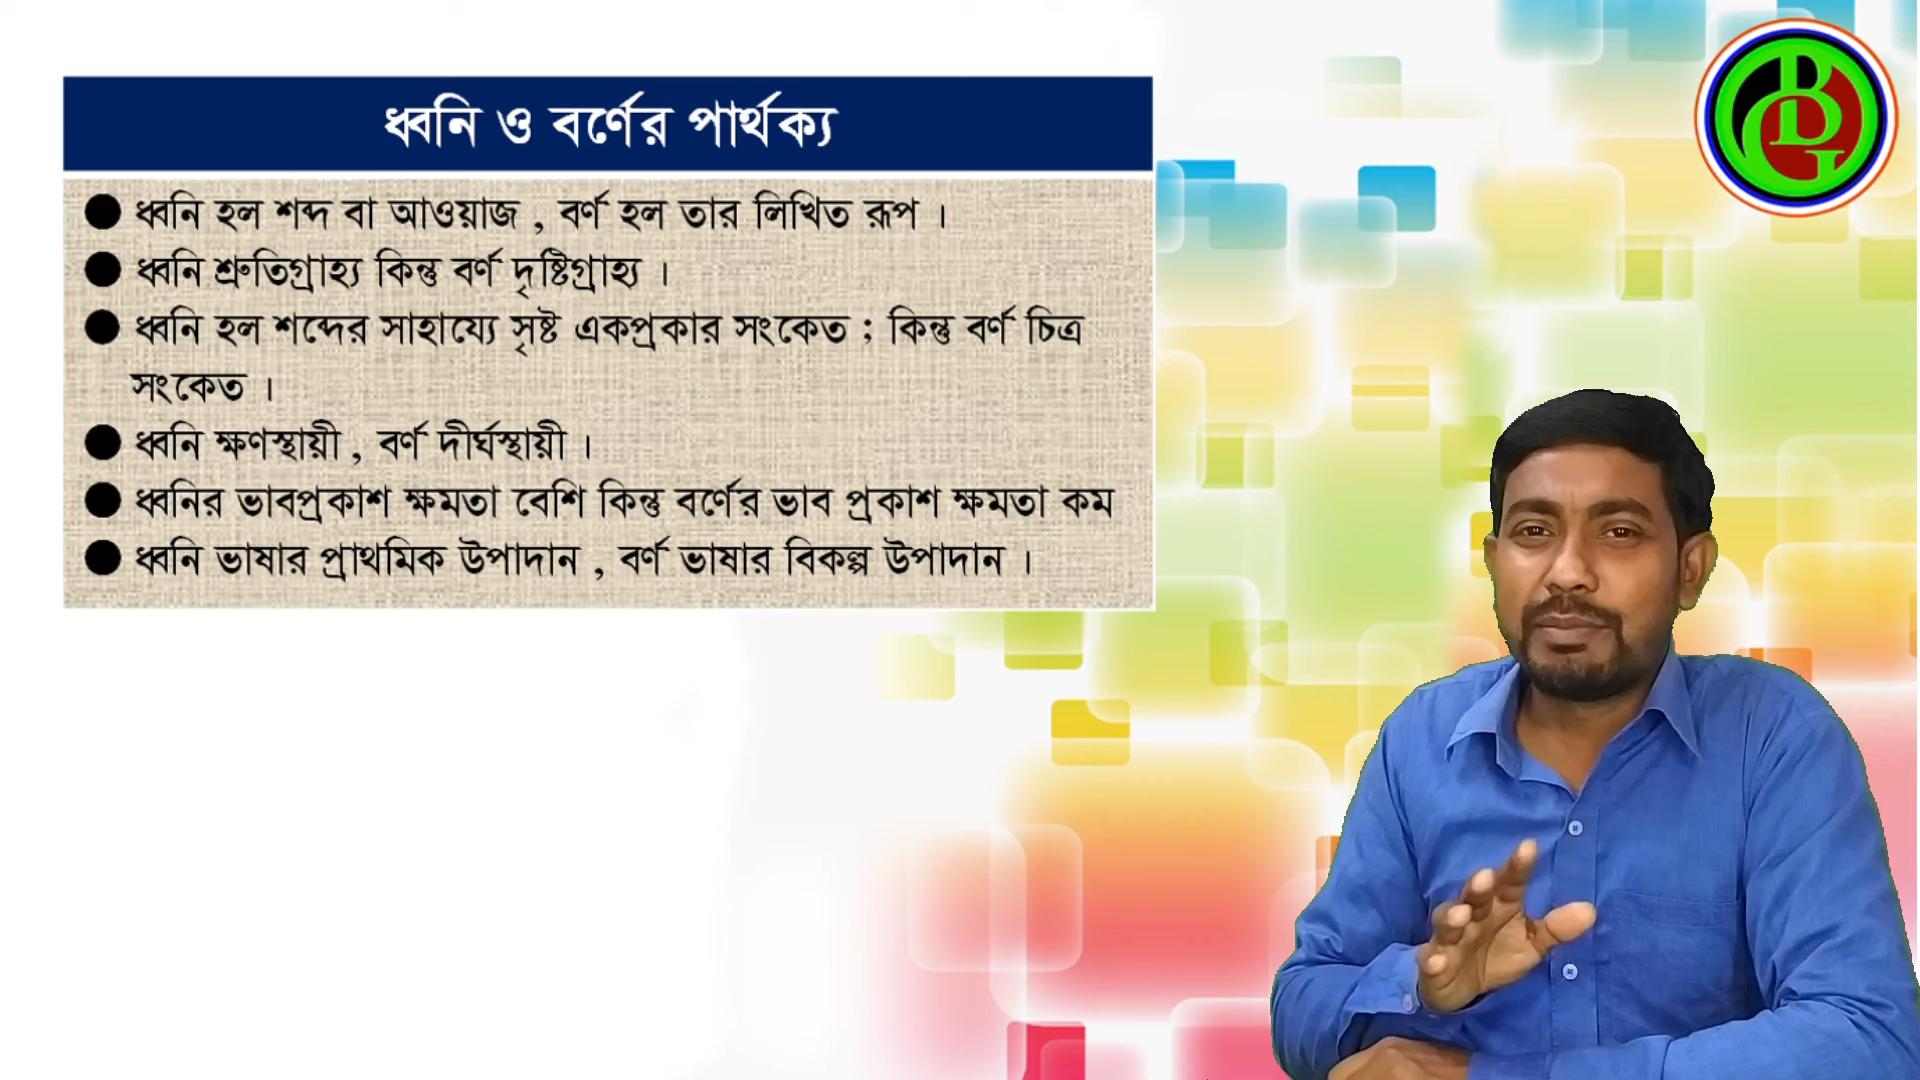 ধ্বনি ও বর্ণের পার্থক্য
● ধ্বনি হল শব্দ বা আওয়াজ , বর্ণ হল তার লিখিত রূপ ।
● ধ্বনি শ্রুতিগ্রাহ্য কিন্তু বর্ণ দৃষ্টিগ্রাহ্য ।
● ধ্বনি হল শব্দের সাহায্যে সৃষ্ট একপ্রকার সংকেত ; কিন্তু বর্ণ চিত্র
সংকেত ।
● ধ্বনি ক্ষণস্থায়ী , বর্ণ দীর্ঘস্থায়ী ।
● ধ্বনির ভাবপ্রকাশ ক্ষমতা বেশি কিন্তু বর্ণের ভাব প্রকাশ ক্ষমতা কম
● ধ্বনি ভাষার প্রাথমিক উপাদান , বর্ণ ভাষার বিকল্প উপাদান ।